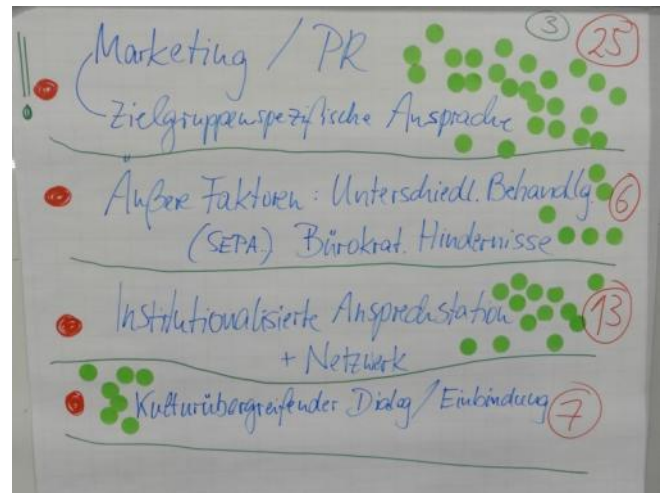 !! Marketing / PR 3 25
Zielgruppenspezifische Ansprache
Äußere Faktoren: Unterschiedl. Behandlg. 6
(SEPA.) Bürokrat. Hindernisse
Institutionalisierte Ansprechstation 13
+ Netzwerk
Kulturübergreifender Dialog / Einbindung 7